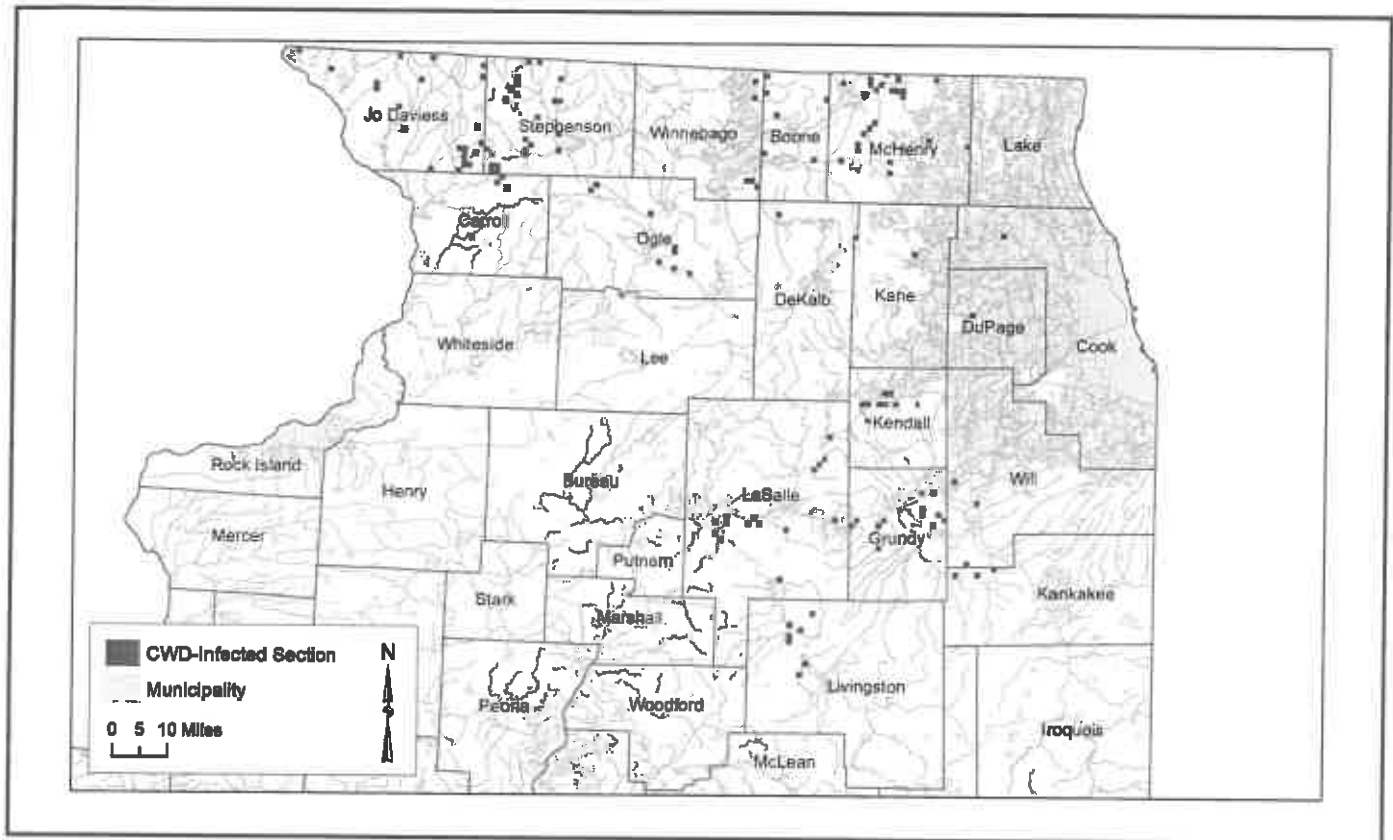 Jo Daviess
Stephenson
Winnebago
Boone
McHenry
Lake
Carroll
Ogle
DeKalb
Kane
DuPage
Cook
Whiteside
Lee
Kendall
Rock Island
Henry
Bureau
LaSalle
Will
Mercer
Putnam
Grundy
Stark
Marshall
Kankakee
CWD-Infected Section
N
Municipality
S
0 5 10 Miles
Peoria
Woodford
Livingston
Iroquois
McLean